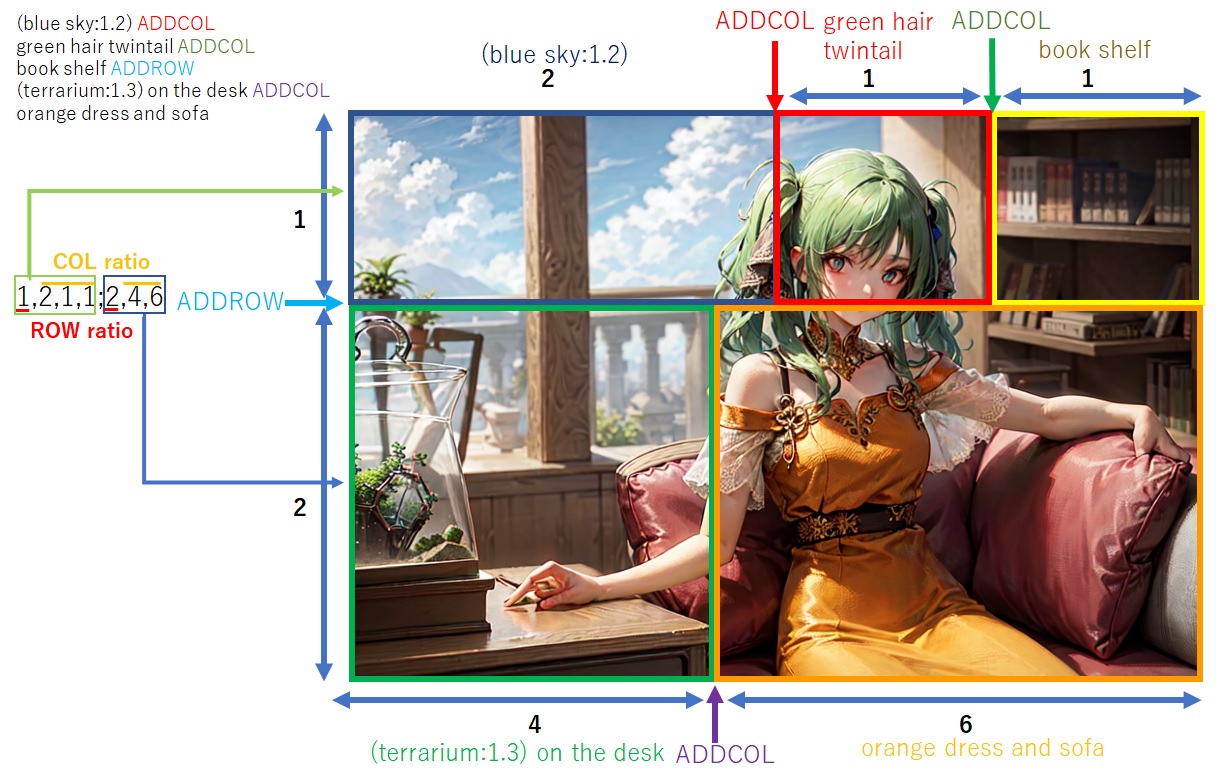 (blue sky:1.2) ADDCOL
green hair twintail ADDCOL
book shelf ADDROW
(terrarium:1.3) on the desk ADDCOL
orange dress and sofa
ADDCOL green hair
twintail
ADDCOL
(blue sky:1.2)
book shelf
2
1
1
1
COL ratio
1,2,1,1;2,4,6
ADDROW
ROW ratio
2
4
6
(terrarium:1.3) on the desk ADDCOL
orange dress and sofa